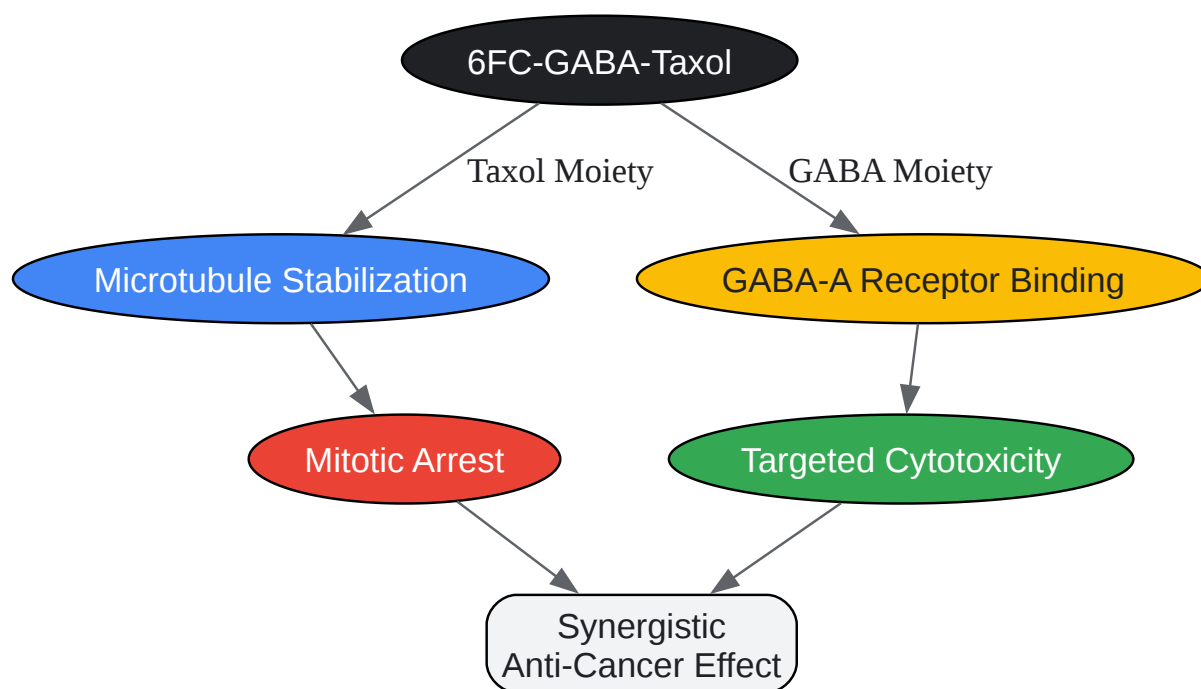 6FC-GABA-Taxol
Taxol Moiety
GABA Moiety
Microtubule Stabilization
GABA-A Receptor Binding
Mitotic Arrest
Targeted Cytotoxicity
Synergistic
Anti-Cancer Effect